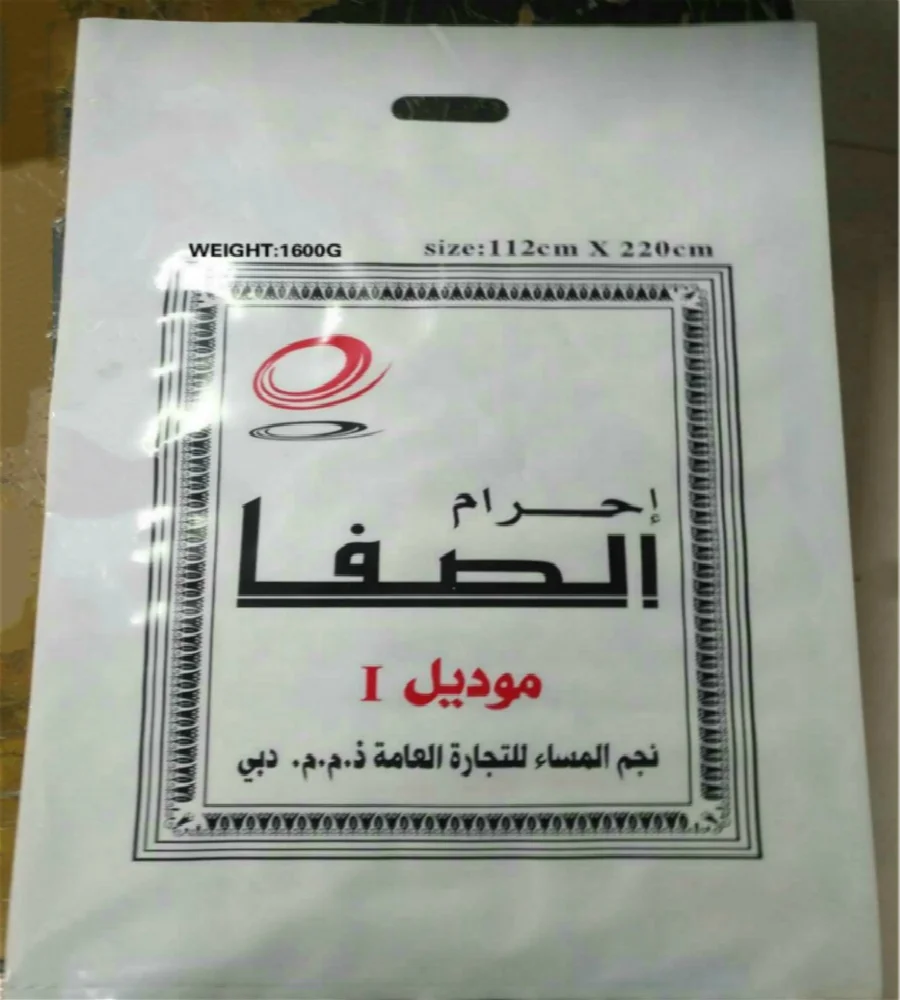 WEIGHT:1600G size:112cm X 220cm
إحرام
الصفا
موديل I
نجم المساء للتجارة العامة ذ.م.م. دبي